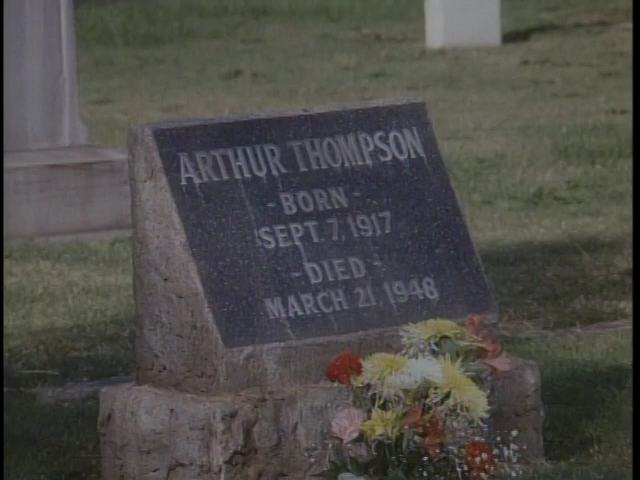 ARTHUR THOMPSON
- BORN -
SEPT. 7, 1917
- DIED -
MARCH 21, 1948